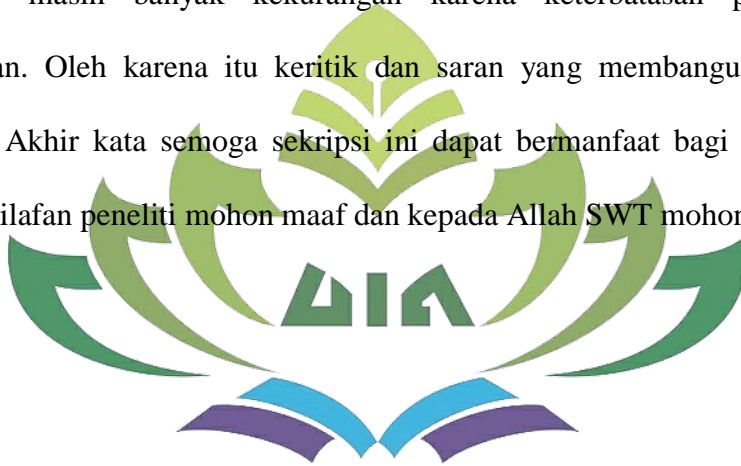 masih banyak kekurangan karena keterbatasan
an. Oleh karena itu keritik dan saran yang membangu
Akhir kata semoga sekripsi ini dapat bermanfaat bagi
ilafan peneliti mohon maaf dan kepada Allah SWT mohon
UIN